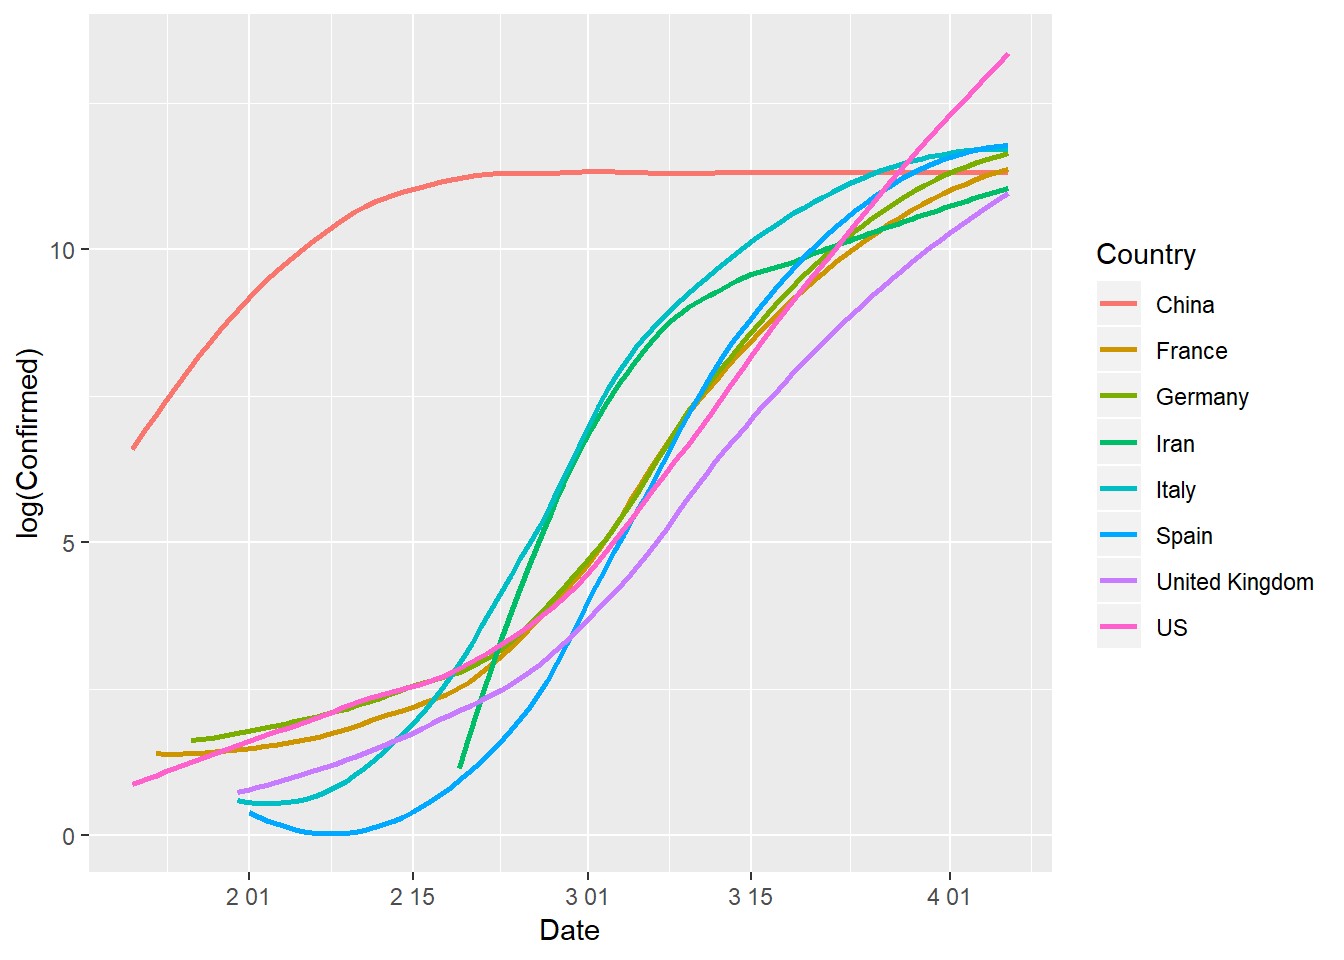 log(Confirmed)
10
5
0
2 01
2 15
3 01
3 15
4 01
Date
Country
China
France
Germany
Iran
Italy
Spain
United Kingdom
US